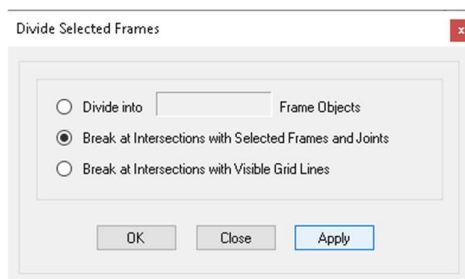 Divide Selected Frames
x
Divide into Frame Objects
Break at Intersections with Selected Frames and Joints
Break at Intersections with Visible Grid Lines
OK Close Apply